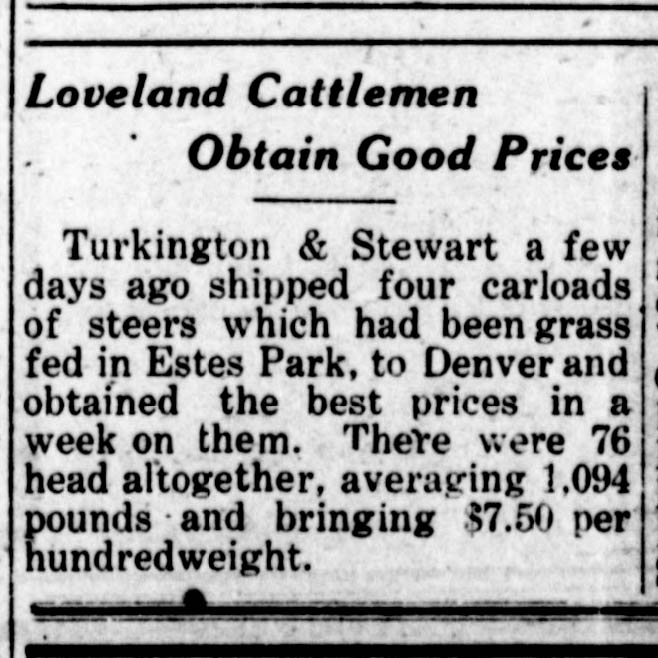 Loveland Cattlemen
Obtain Good Prices
Turkington & Stewart a few
days ago shipped four carloads
of steers which had been grass
fed in Estes Park, to Denver and
obtained the best prices in a
week on them. There were 76
head altogether, averaging 1,094
pounds and bringing $7.50 per
hundredweight.